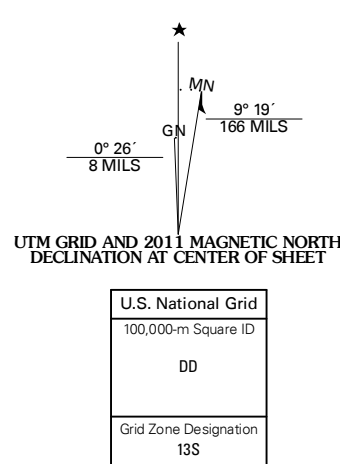 ★
MN
9° 19´
166 MILS
GN
0° 26´
8 MILS
UTM GRID AND 2011 MAGNETIC NORTH
DECLINATION AT CENTER OF SHEET
U.S. National Grid
100,000-m Square ID
DD
Grid Zone Designation
13S